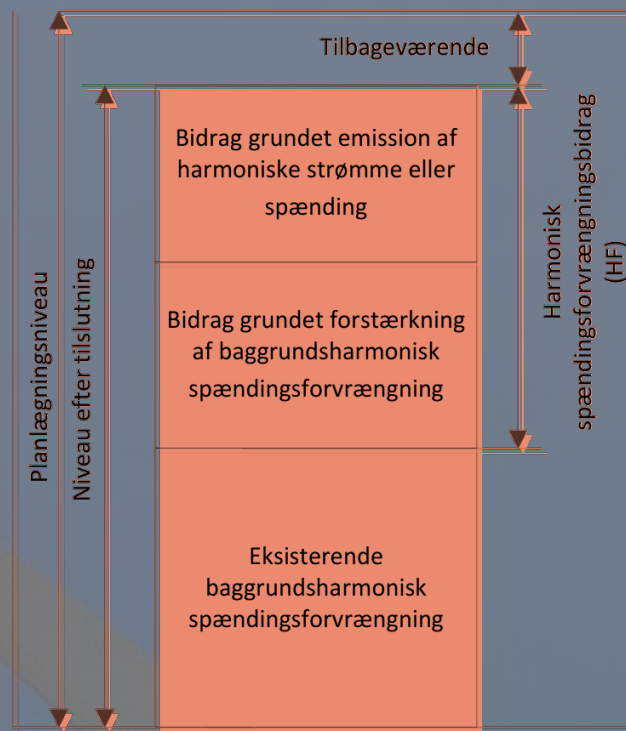 Tilbageværende
Bidrag grundet emission af
harmoniske strømme eller
spænding
Bidrag grundet forstærkning
af baggrundsharmonisk
spændingsforvrængning
Eksisterende
baggrundsharmonisk
spændingsforvrængning
Planlægningsniveau
Niveau efter tilslutning
Harmonisk
spændingsforvrængningsbidrag
(HF)